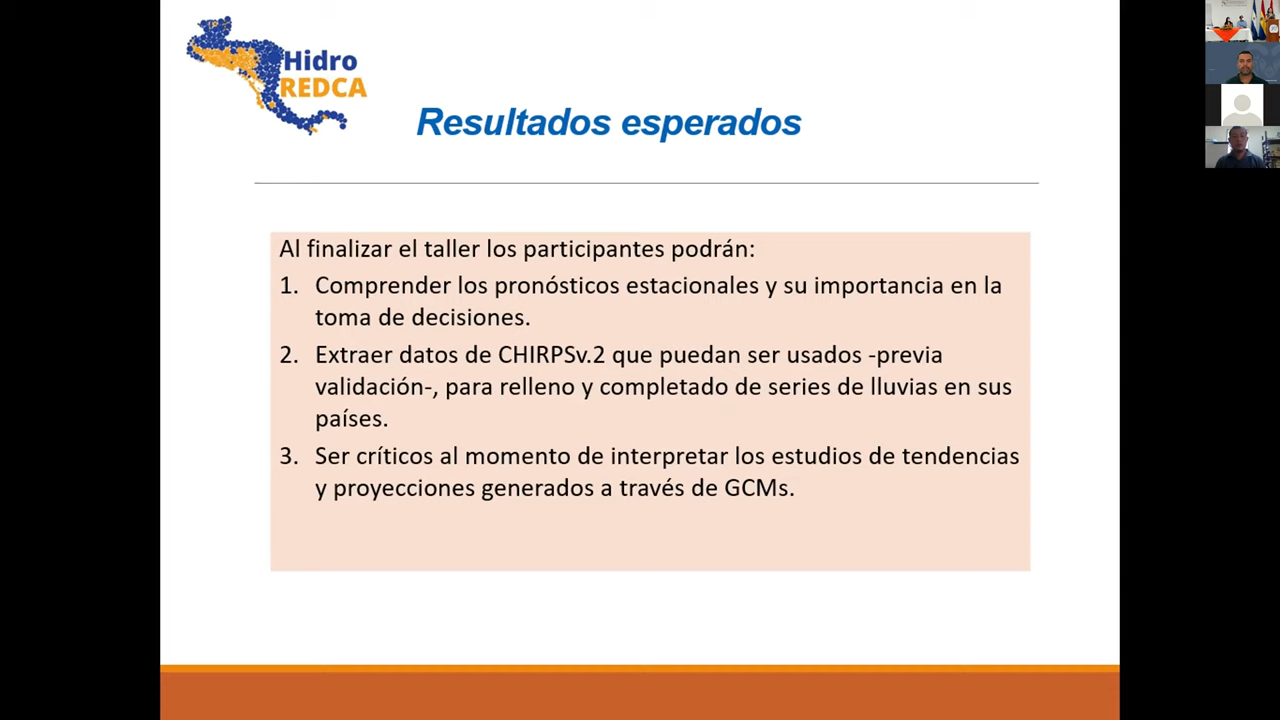 Hidro
REDCA
Resultados esperados
Al finalizar el taller los participantes podrán:
1. Comprender los pronósticos estacionales y su importancia en la
toma de decisiones.
2. Extraer datos de CHIRPSv.2 que puedan ser usados -previa
validación-, para relleno y completado de series de lluvias en sus
países.
3. Ser críticos al momento de interpretar los estudios de tendencias
y proyecciones generados a través de GCMs.